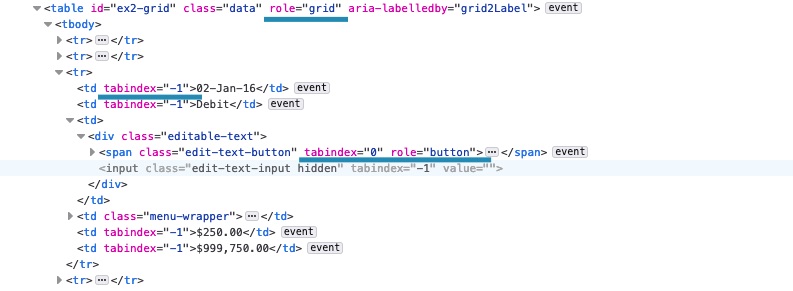 <table id="ex2-grid" class="data" role="grid" aria-labelledby="grid2Label"> event
<tbody>
<tr> ⋯ </tr>
<tr> ⋯ </tr>
<tr>
<td tabindex="-1">02-Jan-16</td> event
<td tabindex="-1">Debit</td> event
<td>
<div class="editable-text">
<span class="edit-text-button" tabindex="0" role="button"> ⋯ </span> event
<input class="edit-text-input hidden" tabindex="-1" value="">
</div>
</td>
<td class="menu-wrapper"> ⋯ </td>
<td tabindex="-1">$250.00</td> event
<td tabindex="-1">$999,750.00</td> event
</tr>
<tr> ⋯ </tr>